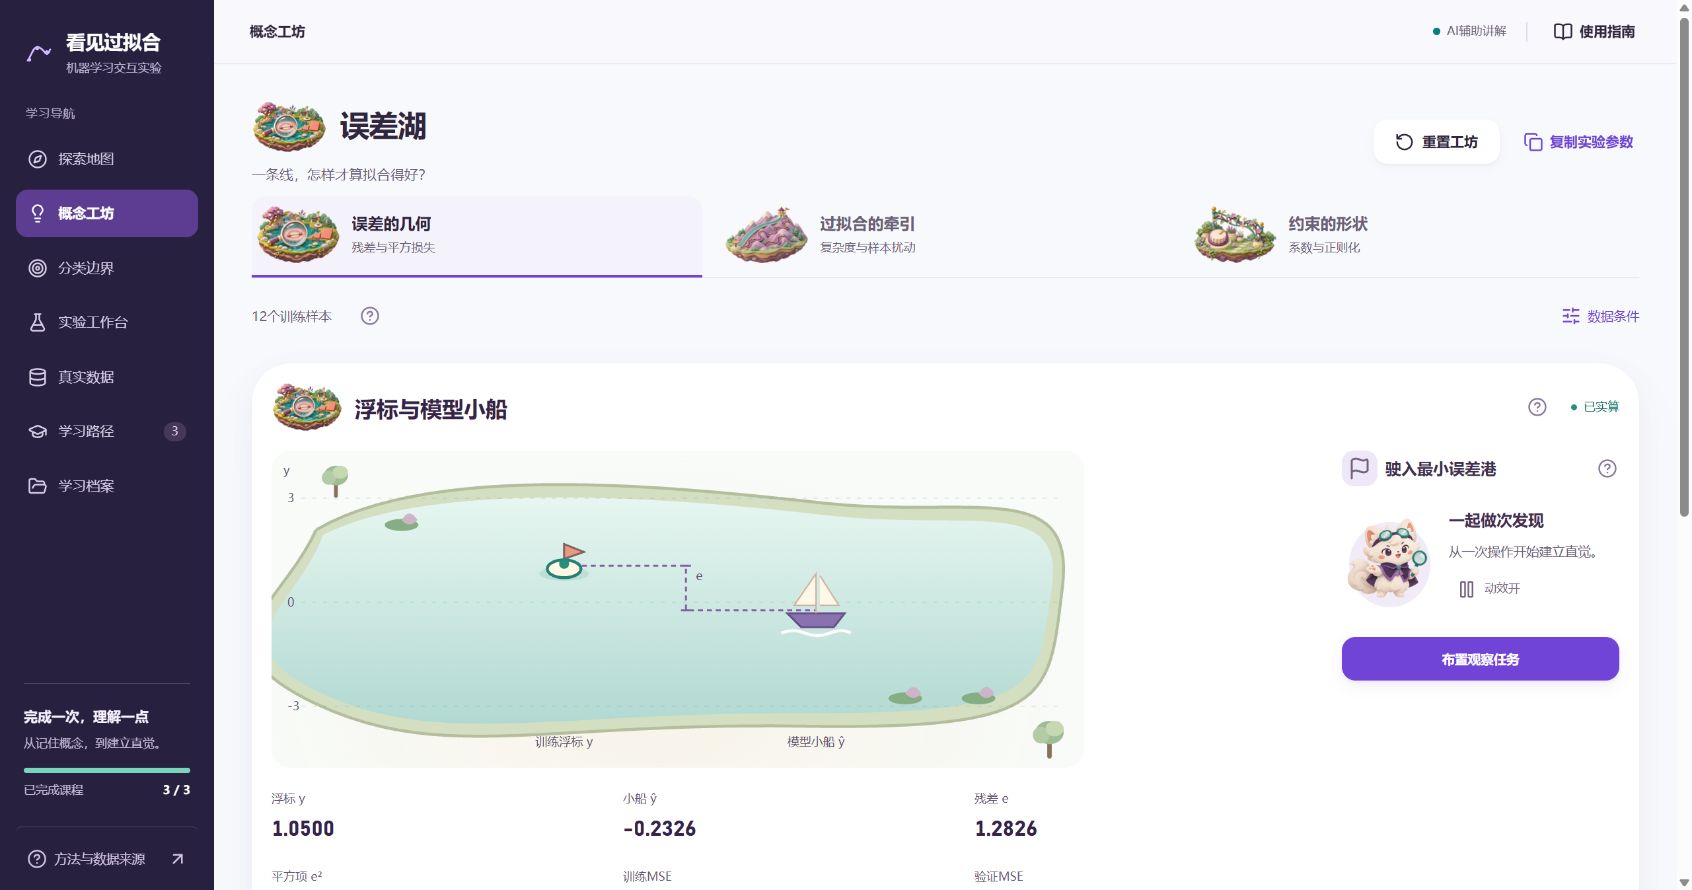 看见过拟合
机器学习交互实验
学习导航
探索地图
概念工坊
分类边界
实验工作台
真实数据
学习路径 3
学习档案
完成一次，理解一点
从记住概念，到建立直觉。
已完成课程 3 / 3
方法与数据来源
概念工坊
AI辅助讲解
使用指南
误差湖
一条线，怎样才算拟合得好？
重置工坊
复制实验参数
误差的几何
残差与平方损失
过拟合的牵引
复杂度与样本扰动
约束的形状
系数与正则化
12个训练样本
数据条件
浮标与模型小船
已实算
y
3
0
-3
e
训练浮标 y
模型小船 ŷ
驶入最小误差港
一起做次发现
从一次操作开始建立直觉。
动效开
布置观察任务
浮标 y
1.0500
小船 ŷ
-0.2326
残差 e
1.2826
平方项 e²
训练MSE
验证MSE